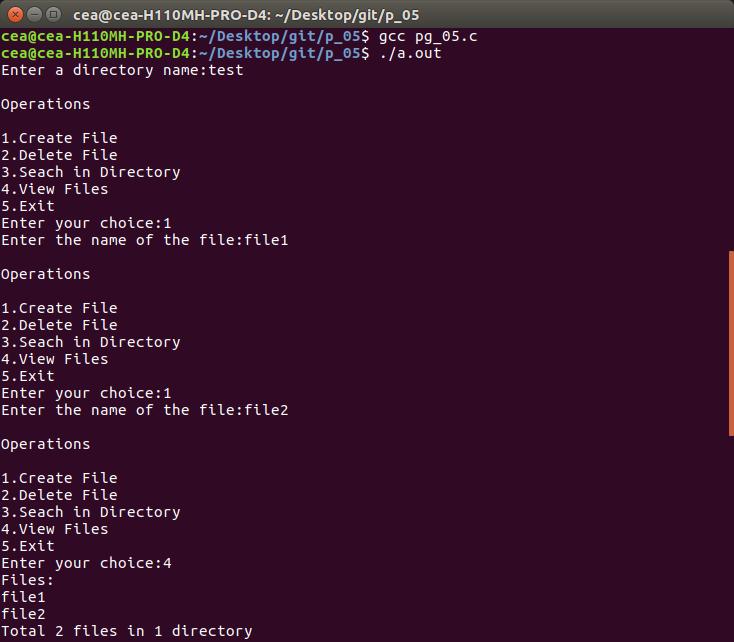 cea@cea-H110MH-PRO-D4: ~/Desktop/git/p_05
cea@cea-H110MH-PRO-D4:~/Desktop/git/p_05$ gcc pg_05.c
cea@cea-H110MH-PRO-D4:~/Desktop/git/p_05$ ./a.out
Enter a directory name:test
Operations
1.Create File
2.Delete File
3.Seach in Directory
4.View Files
5.Exit
Enter your choice:1
Enter the name of the file:file1
Operations
1.Create File
2.Delete File
3.Seach in Directory
4.View Files
5.Exit
Enter your choice:1
Enter the name of the file:file2
Operations
1.Create File
2.Delete File
3.Seach in Directory
4.View Files
5.Exit
Enter your choice:4
Files:
file1
file2
Total 2 files in 1 directory